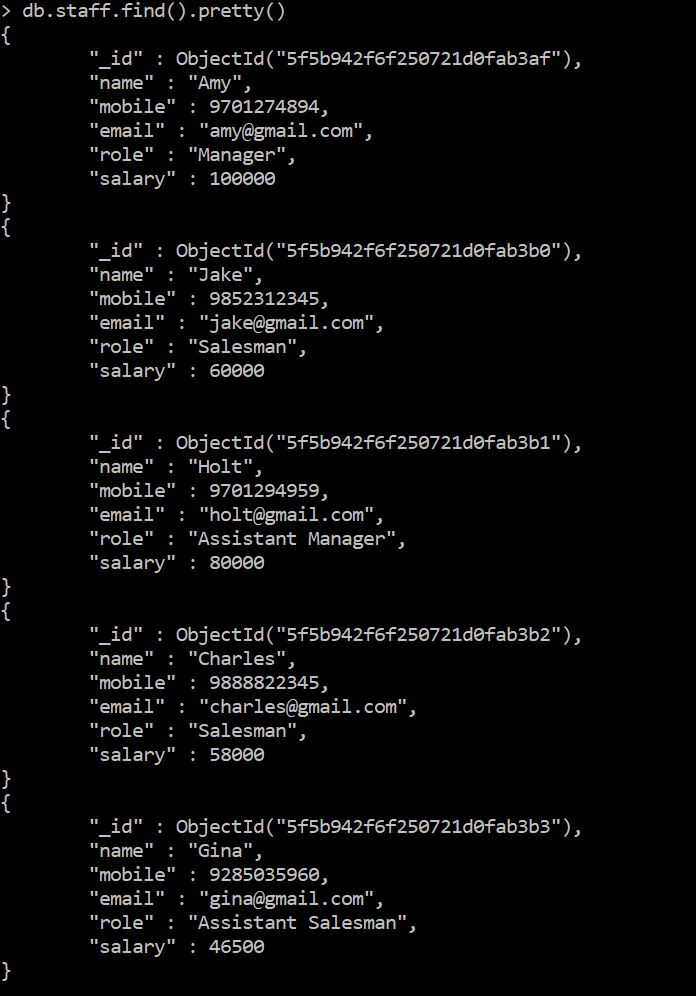 > db.staff.find().pretty()
{
"_id" : ObjectId("5f5b942f6f250721d0fab3af"),
"name" : "Amy",
"mobile" : 9701274894,
"email" : "amy@gmail.com",
"role" : "Manager",
"salary" : 100000
}
{
"_id" : ObjectId("5f5b942f6f250721d0fab3b0"),
"name" : "Jake",
"mobile" : 9852312345,
"email" : "jake@gmail.com",
"role" : "Salesman",
"salary" : 60000
}
{
"_id" : ObjectId("5f5b942f6f250721d0fab3b1"),
"name" : "Holt",
"mobile" : 9701294959,
"email" : "holt@gmail.com",
"role" : "Assistant Manager",
"salary" : 80000
}
{
"_id" : ObjectId("5f5b942f6f250721d0fab3b2"),
"name" : "Charles",
"mobile" : 9888822345,
"email" : "charles@gmail.com",
"role" : "Salesman",
"salary" : 58000
}
{
"_id" : ObjectId("5f5b942f6f250721d0fab3b3"),
"name" : "Gina",
"mobile" : 9285035960,
"email" : "gina@gmail.com",
"role" : "Assistant Salesman",
"salary" : 46500
}